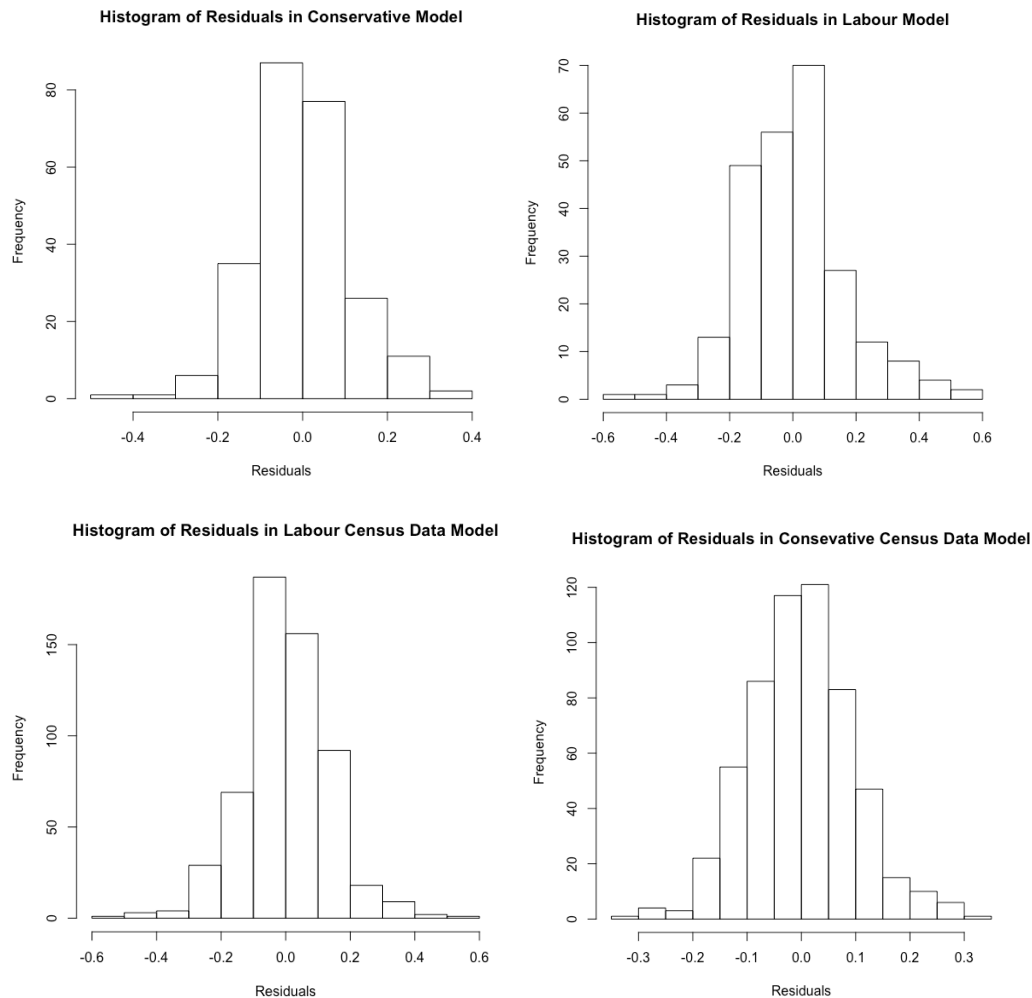 Histogram of Residuals in Conservative Model
Frequency
80
60
40
20
0
-0.4 -0.2 0.0 0.2 0.4
Residuals
Histogram of Residuals in Labour Model
Frequency
70
60
50
40
30
20
10
0
-0.6 -0.4 -0.2 0.0 0.2 0.4 0.6
Residuals
Histogram of Residuals in Labour Census Data Model
Frequency
150
100
50
0
-0.6 -0.4 -0.2 0.0 0.2 0.4 0.6
Residuals
Histogram of Residuals in Consevative Census Data Model
Frequency
120
100
80
60
40
20
0
-0.3 -0.2 -0.1 0.0 0.1 0.2 0.3
Residuals